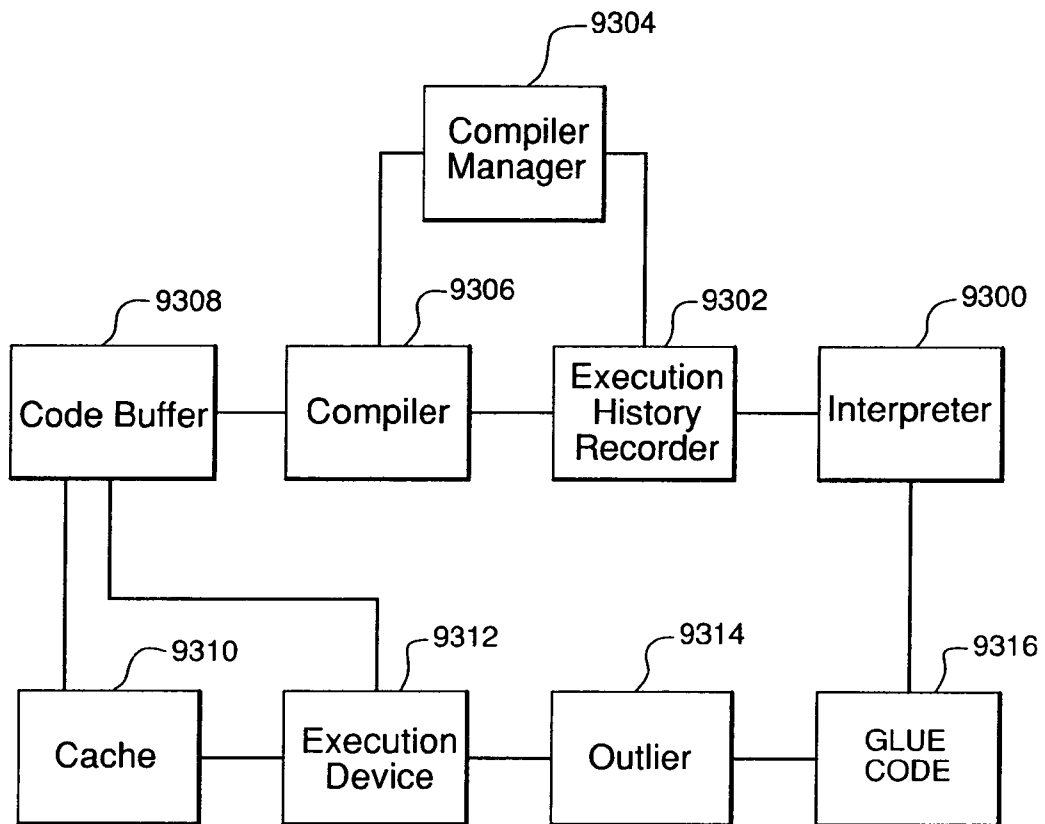 9304
Compiler
Manager
9308
9306
9302
9300
Code Buffer
Compiler
Execution
History
Recorder
Interpreter
9310
9312
9314
9316
Cache
Execution
Device
Outlier
GLUE
CODE